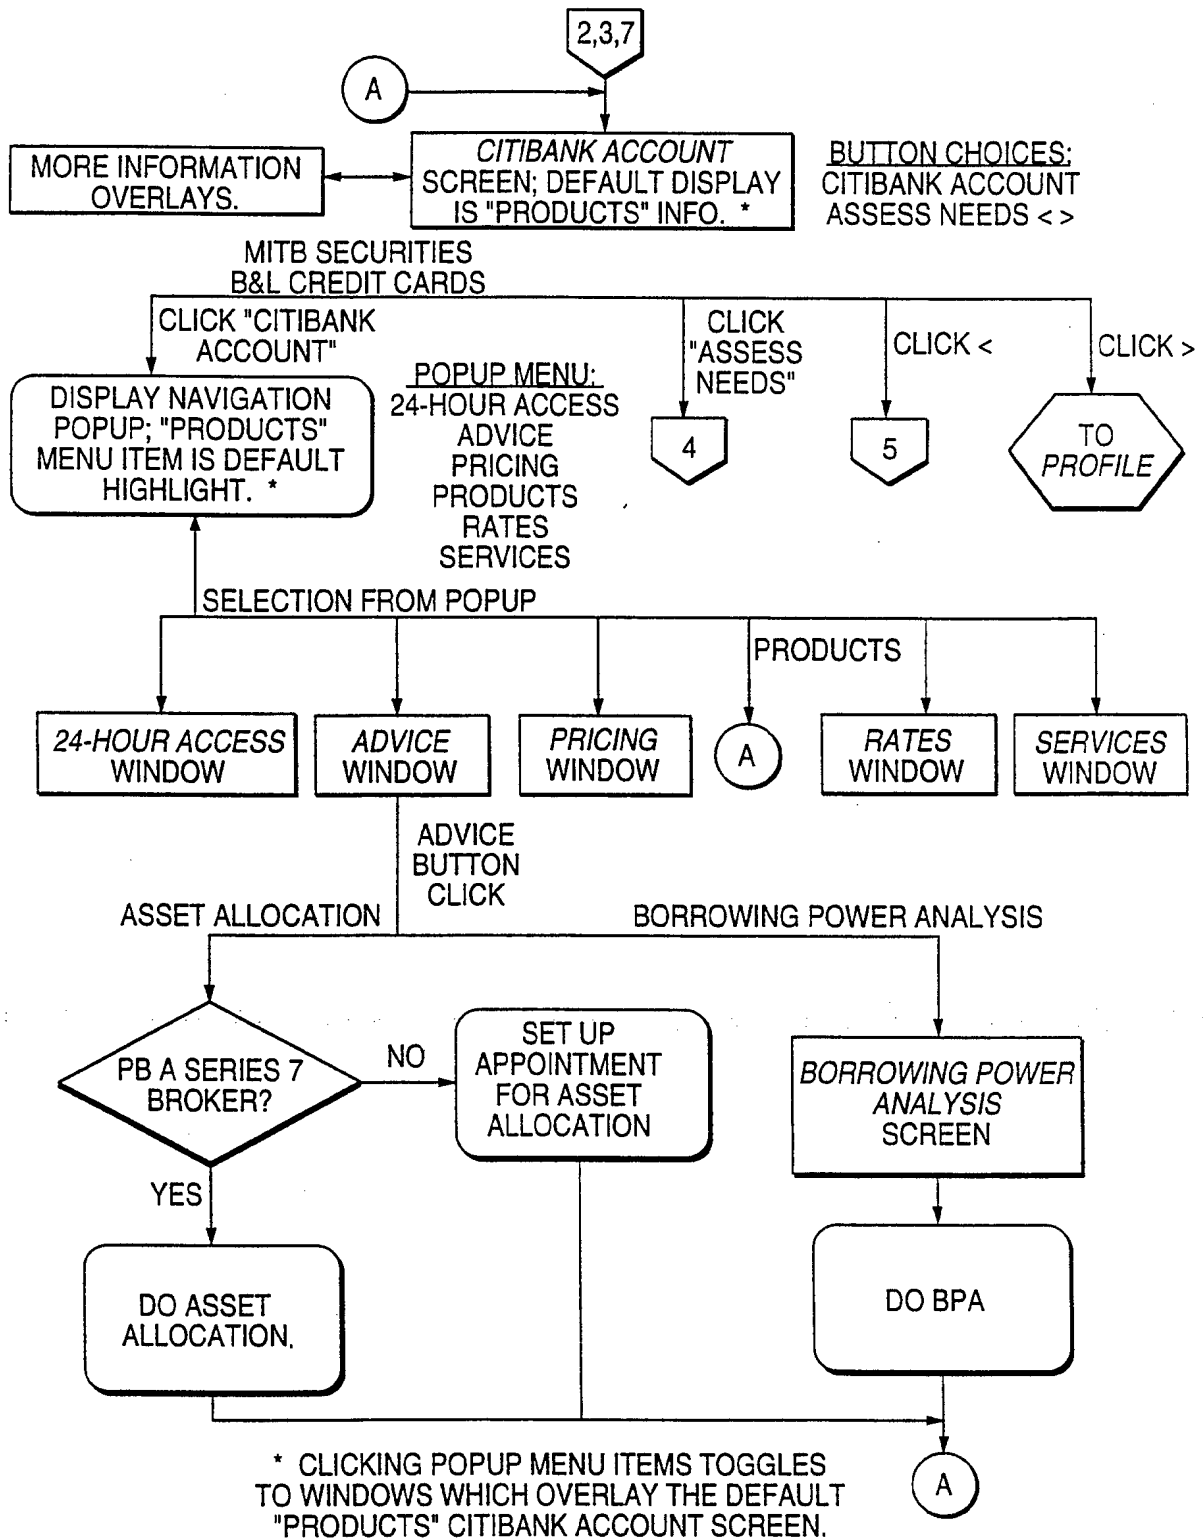 2,3,7
A
MORE INFORMATION
OVERLAYS.
CITIBANK ACCOUNT
SCREEN; DEFAULT DISPLAY
IS "PRODUCTS" INFO. *
BUTTON CHOICES:
CITIBANK ACCOUNT
ASSESS NEEDS < >
MITB SECURITIES
B&L CREDIT CARDS
CLICK "CITIBANK
ACCOUNT"
CLICK
"ASSESS
NEEDS"
CLICK <
CLICK >
DISPLAY NAVIGATION
POPUP; "PRODUCTS"
MENU ITEM IS DEFAULT
HIGHLIGHT. *
POPUP MENU:
24-HOUR ACCESS
ADVICE
PRICING
PRODUCTS
RATES
SERVICES
4
5
TO
PROFILE
SELECTION FROM POPUP
PRODUCTS
24-HOUR ACCESS
WINDOW
ADVICE
WINDOW
PRICING
WINDOW
A
RATES
WINDOW
SERVICES
WINDOW
ADVICE
BUTTON
CLICK
ASSET ALLOCATION
BORROWING POWER ANALYSIS
PB A SERIES 7
BROKER?
NO
SET UP
APPOINTMENT
FOR ASSET
ALLOCATION
BORROWING POWER
ANALYSIS
SCREEN
YES
DO ASSET
ALLOCATION.
DO BPA
A
* CLICKING POPUP MENU ITEMS TOGGLES
TO WINDOWS WHICH OVERLAY THE DEFAULT
"PRODUCTS" CITIBANK ACCOUNT SCREEN.